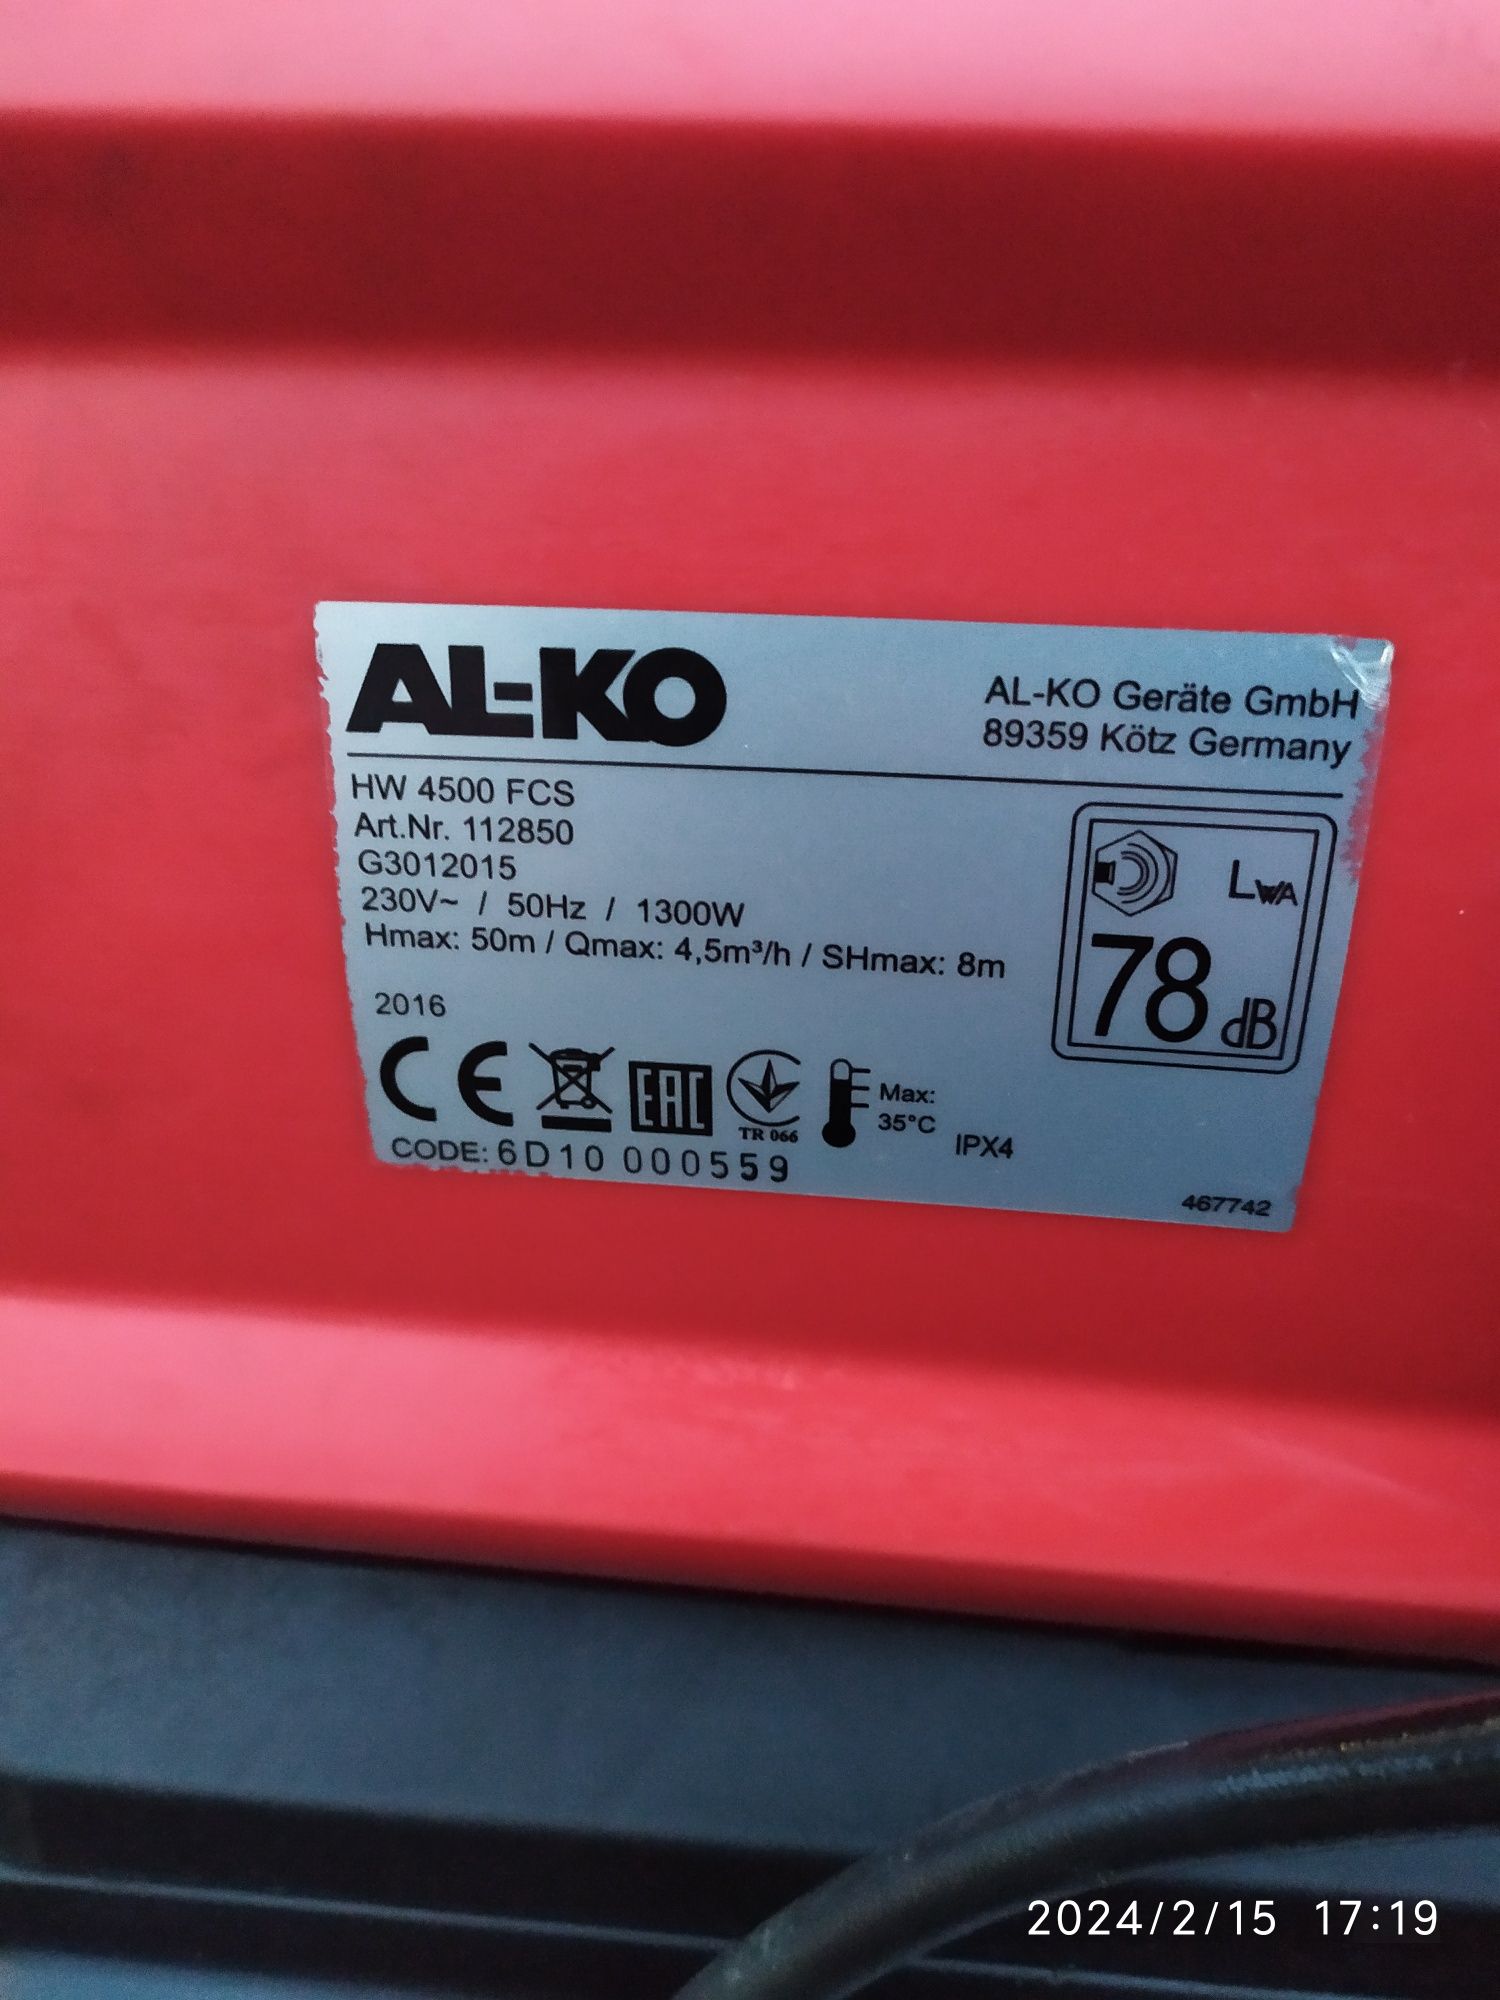 AL-KO
AL-KO Geräte GmbH
89359 Kötz Germany
HW 4500 FCS
Art.Nr. 112850
G3012015
230V~ / 50Hz / 1300W
Hmax: 50m / Qmax: 4,5m³/h / SHmax: 8m
LWA
78 dB
2016
CE
EAC
TR 066
Max:
35°C
IPX4
CODE: 6D10 000559
467742
2024/2/15 17:19